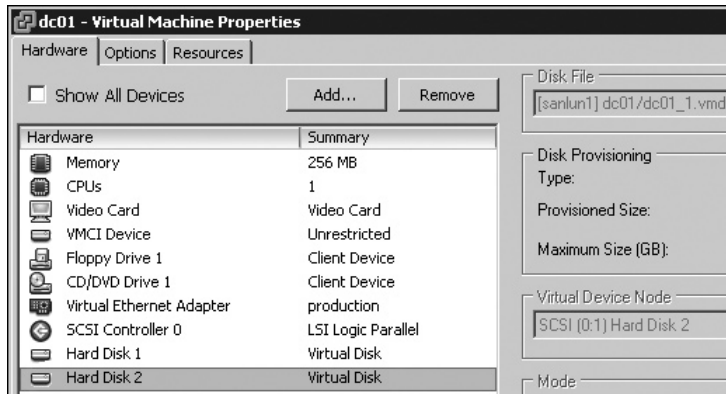 dc01 - Virtual Machine Properties
Hardware Options Resources
Show All Devices Add... Remove
Hardware Summary
Memory 256 MB
CPUs 1
Video Card Video Card
VMCI Device Unrestricted
Floppy Drive 1 Client Device
CD/DVD Drive 1 Client Device
Virtual Ethernet Adapter production
SCSI Controller 0 LSI Logic Parallel
Hard Disk 1 Virtual Disk
Hard Disk 2 Virtual Disk
Disk File
[sanlun1] dc01/dc01_1.vmd
Disk Provisioning
Type:
Provisioned Size:
Maximum Size (GB):
Virtual Device Node
SCSI (0:1) Hard Disk 2
Mode